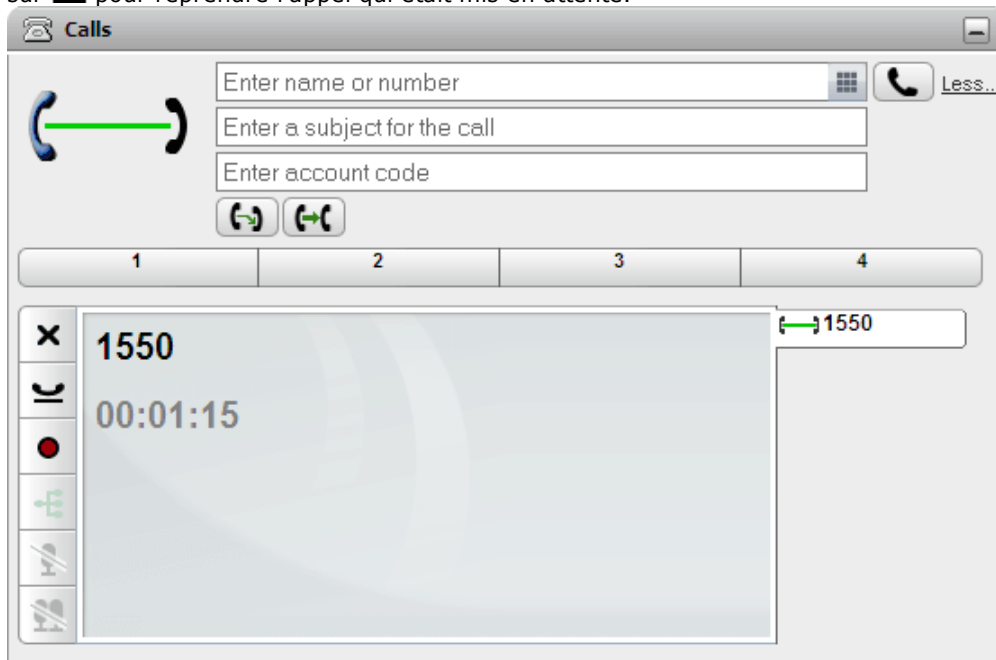 sur pour reprendre l'appel qui était mis en attente.
Calls
Enter name or number
Less..
Enter a subject for the call
Enter account code
1 2 3 4
1550
1550
00:01:15